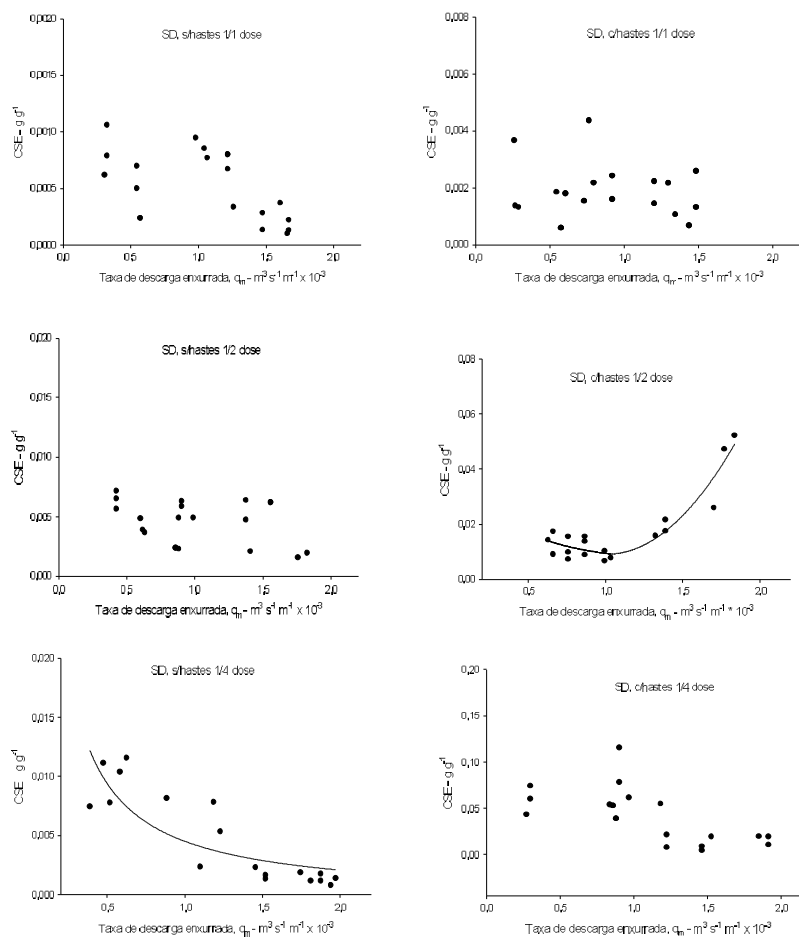 SD, s/hastes 1/1 dose
CSE - g g⁻¹
0,0020
0,0015
0,0010
0,0005
0,0000
0,0 0,5 1,0 1,5 2,0
Taxa de descarga enxurrada, qₘ - m³ s⁻¹ m⁻¹ x 10⁻³
SD, c/hastes 1/1 dose
CSE - g g⁻¹
0,008
0,006
0,004
0,002
0,000
0,0 0,5 1,0 1,5 2,0
Taxa de descarga enxurrada, qₘ - m³ s⁻¹ m⁻¹ x 10⁻³
SD, s/hastes 1/2 dose
CSE - g g⁻¹
0,020
0,015
0,010
0,005
0,000
0,0 0,5 1,0 1,5 2,0
Taxa de descarga enxurrada, qₘ - m³ s⁻¹ m⁻¹ x 10⁻³
SD, c/hastes 1/2 dose
CSE - g g⁻¹
0,08
0,06
0,04
0,02
0,00
0,5 1,0 1,5 2,0
Taxa de descarga enxurrada, qₘ - m³ s⁻¹ m⁻¹ * 10⁻³
SD, s/hastes 1/4 dose
CSE - g g⁻¹
0,020
0,015
0,010
0,005
0,000
0,5 1,0 1,5 2,0
Taxa de descarga enxurrada, qₘ - m³ s⁻¹ m⁻¹ x 10⁻³
SD, c/hastes 1/4 dose
CSE - g g⁻¹
0,20
0,15
0,10
0,05
0,00
0,0 0,5 1,0 1,5 2,0
Taxa de descarga enxurrada, qₘ - m³ s⁻¹ m⁻¹ x 10⁻³